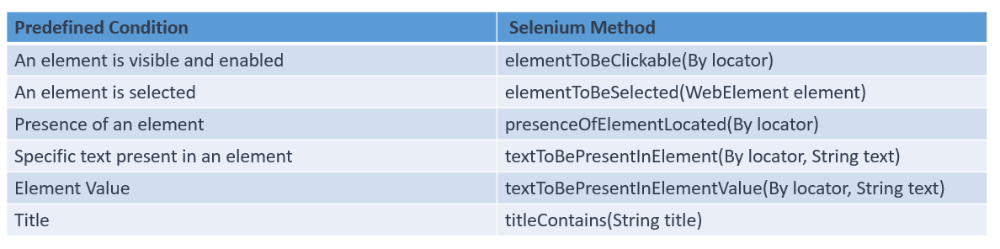 Predefined Condition Selenium Method
An element is visible and enabled elementToBeClickable(By locator)
An element is selected elementToBeSelected(WebElement element)
Presence of an element presenceOfElementLocated(By locator)
Specific text present in an element textToBePresentInElement(By locator, String text)
Element Value textToBePresentInElementValue(By locator, String text)
Title titleContains(String title)